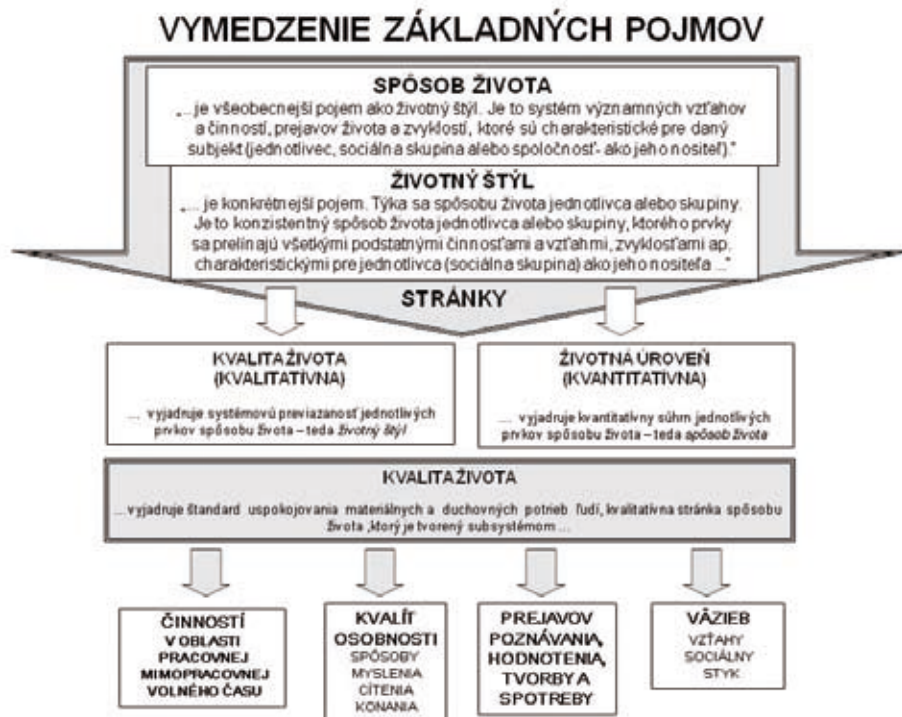 VYMEDZENIE ZÁKLADNÝCH POJMOV
SPÔSOB ŽIVOTA
„... je všeobecnejší pojem ako životný štýl. Je to systém významných vzťahov
a činností, prejavov života a zvyklostí, ktoré sú charakteristické pre daný
subjekt (jednotlivec, sociálna skupina alebo spoločnosť- ako jeho nositeľ)."
ŽIVOTNÝ ŠTÝL
„... je konkrétnejší pojem. Týka sa spôsobu života jednotlivca alebo skupiny.
Je to konzistentný spôsob života jednotlivca alebo skupiny, ktorého prvky
sa prelínajú všetkými podstatnými činnosťami a vzťahmi, zvyklosťami ap.
charakteristickými pre jednotlivca (sociálna skupina) ako jeho nositeľa ..."
STRÁNKY
KVALITA ŽIVOTA
(KVALITATÍVNA)
... vyjadruje systémovú previazanosť jednotlivých
prvkov spôsobu života – teda životný štýl
ŽIVOTNÁ ÚROVEŇ
(KVANTITATÍVNA)
... vyjadruje kvantitatívny súhrn jednotlivých
prvkov spôsobu života – teda spôsob života
KVALITA ŽIVOTA
...vyjadruje štandard uspokojovania materiálnych a duchovných potrieb ľudí, kvalitatívna stránka spôsobu
života ,ktorý je tvorený subsystémom ...
ČINNOSTÍ
V OBLASTI
PRACOVNEJ
MIMOPRACOVNEJ
VOLNÉHO ČASU
KVALÍT
OSOBNOSTI
SPÔSOBY
MYSLENIA
CÍTENIA
KONANIA
PREJAVOV
POZNÁVANIA,
HODNOTENIA,
TVORBY A
SPOTREBY
VÄZIEB
VZŤAHY
SOCIÁLNY
STYK